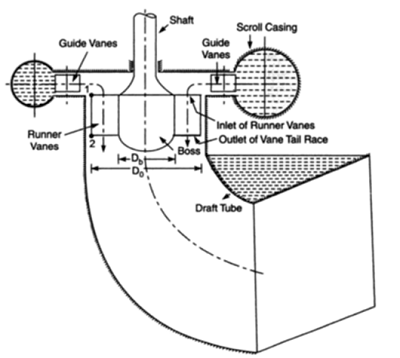 Shaft
Scroll Casing
Guide Vanes
Guide
Vanes
1
Runner
Vanes
Inlet of Runner Vanes
Outlet of Vane Tail Race
2
Boss
Db
D0
Draft Tube